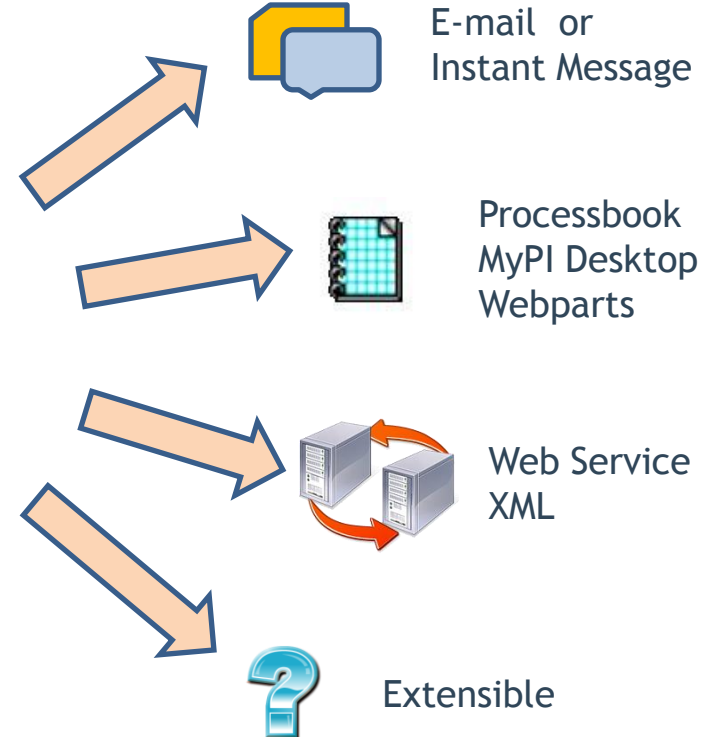 E-mail or
Instant Message
Processbook
MyPI Desktop
Webparts
Web Service
XML
Extensible